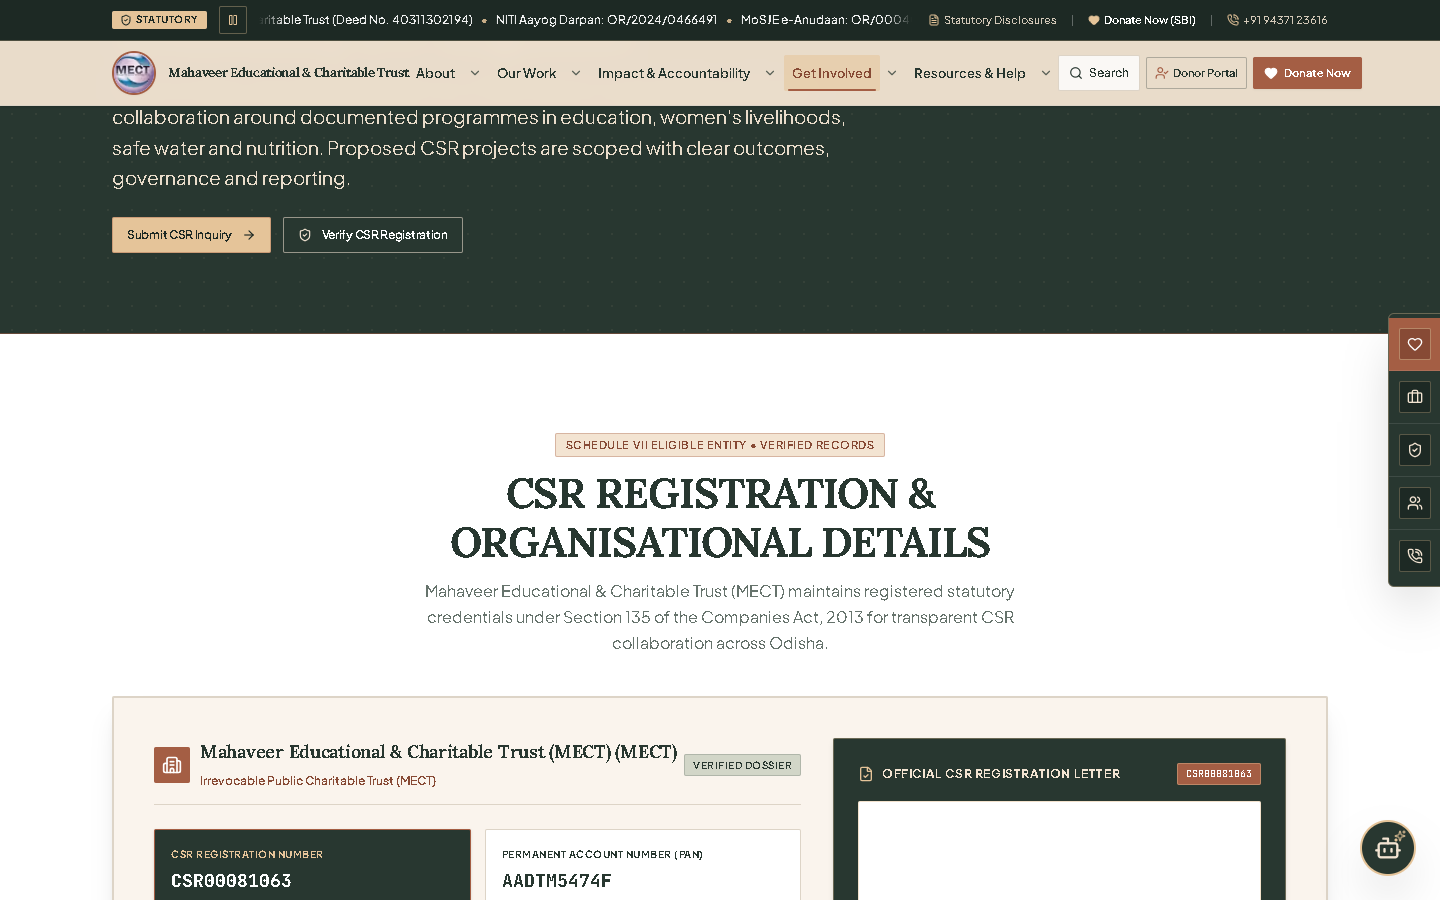 STATUTORY
ritable Trust (Deed No. 40311302194) • NITI Aayog Darpan: OR/2024/0466491 • MoSJE e-Anudaan: OR/0004
Statutory Disclosures
Donate Now (SBI)
+91 94371 23616
MECT
Mahaveer Educational & Charitable Trust
About
Our Work
Impact & Accountability
Get Involved
Resources & Help
Search
Donor Portal
Donate Now
collaboration around documented programmes in education, women's livelihoods,
safe water and nutrition. Proposed CSR projects are scoped with clear outcomes,
governance and reporting.
Submit CSR Inquiry
Verify CSR Registration
SCHEDULE VII ELIGIBLE ENTITY • VERIFIED RECORDS
CSR REGISTRATION &
ORGANISATIONAL DETAILS
Mahaveer Educational & Charitable Trust (MECT) maintains registered statutory
credentials under Section 135 of the Companies Act, 2013 for transparent CSR
collaboration across Odisha.
Mahaveer Educational & Charitable Trust (MECT) (MECT)
Irrevocable Public Charitable Trust (MECT)
VERIFIED DOSSIER
OFFICIAL CSR REGISTRATION LETTER
CSR00081063
CSR REGISTRATION NUMBER
CSR00081063
PERMANENT ACCOUNT NUMBER (PAN)
AADTM5474F